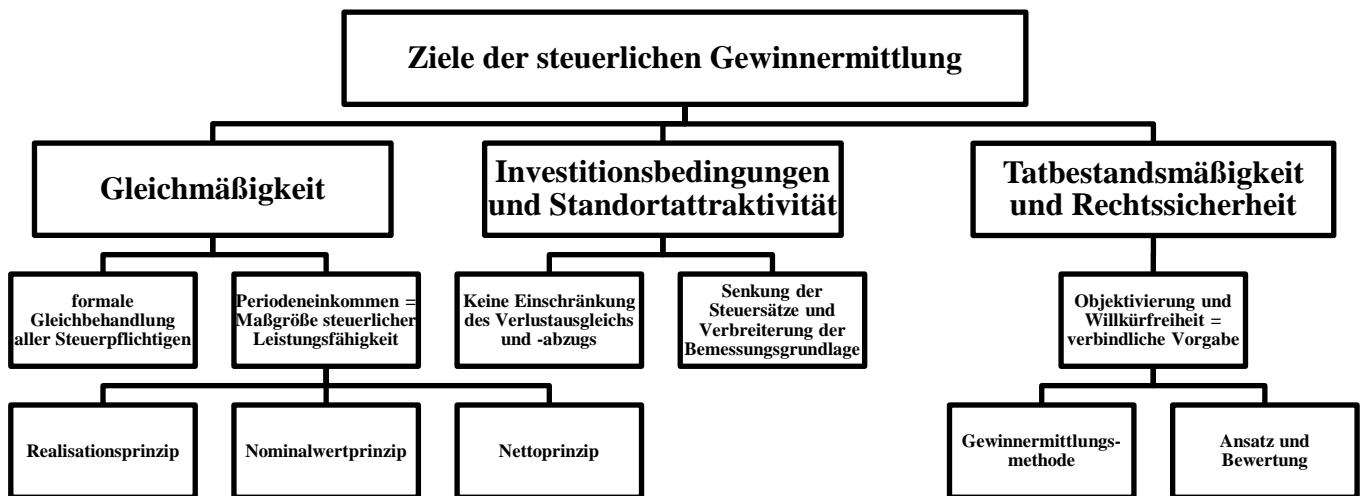 Ziele der steuerlichen Gewinnermittlung
Gleichmäßigkeit
Investitionsbedingungen
und Standortattraktivität
Tatbestandsmäßigkeit
und Rechtssicherheit
formale
Gleichbehandlung
aller Steuerpflichtigen
Periodeneinkommen =
Maßgröße steuerlicher
Leistungsfähigkeit
Keine Einschränkung
des Verlustausgleichs
und -abzugs
Senkung der
Steuersätze und
Verbreiterung der
Bemessungsgrundlage
Objektivierung und
Willkürfreiheit =
verbindliche Vorgabe
Realisationsprinzip
Nominalwertprinzip
Nettoprinzip
Gewinnermittlungs-
methode
Ansatz und
Bewertung